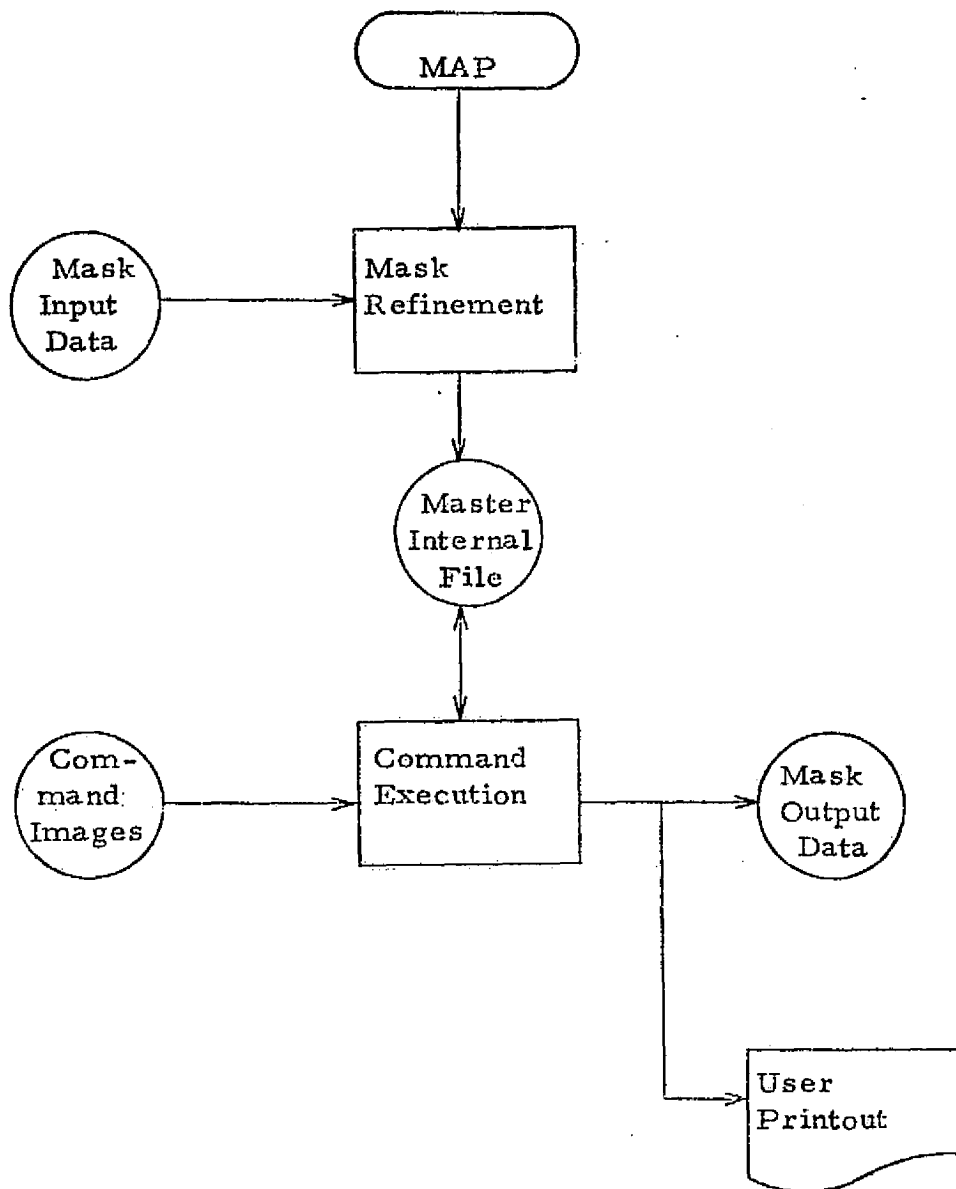 MAP
Mask
Input
Data
Mask
Refinement
Master
Internal
File
Com-
mand
Images
Command
Execution
Mask
Output
Data
User
Printout